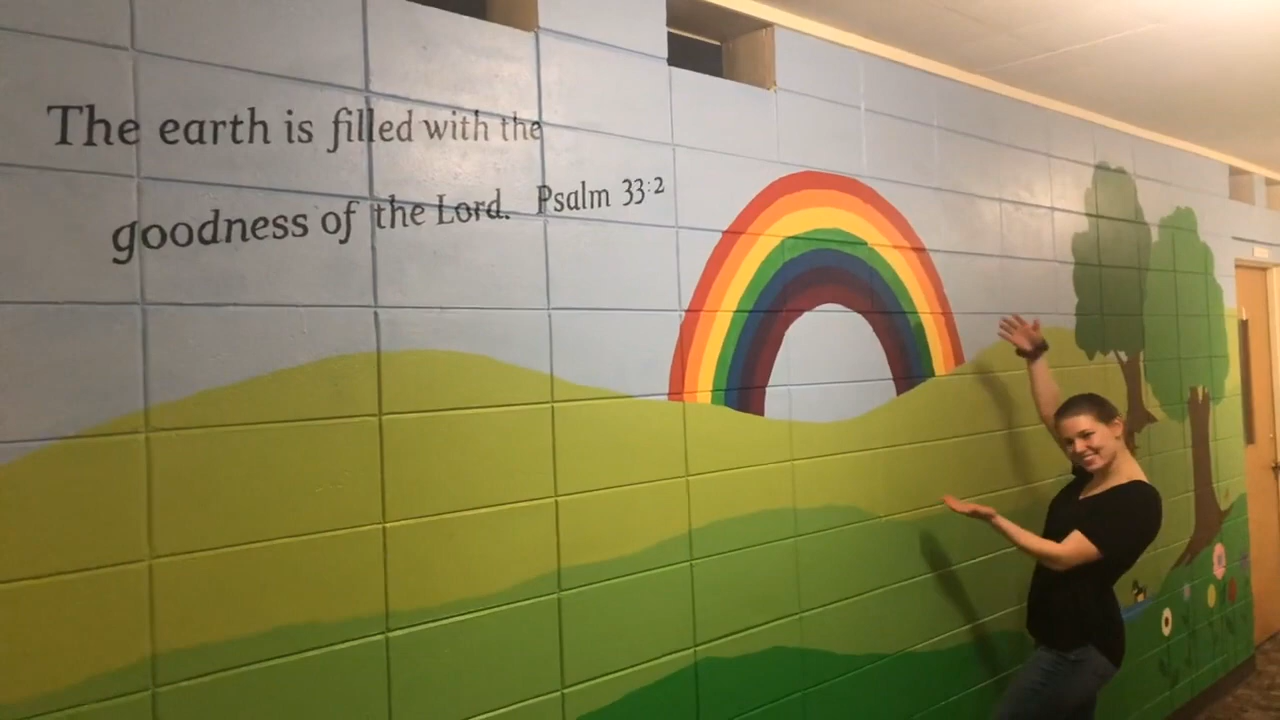 The earth is filled with the
goodness of the Lord. Psalm 33:2